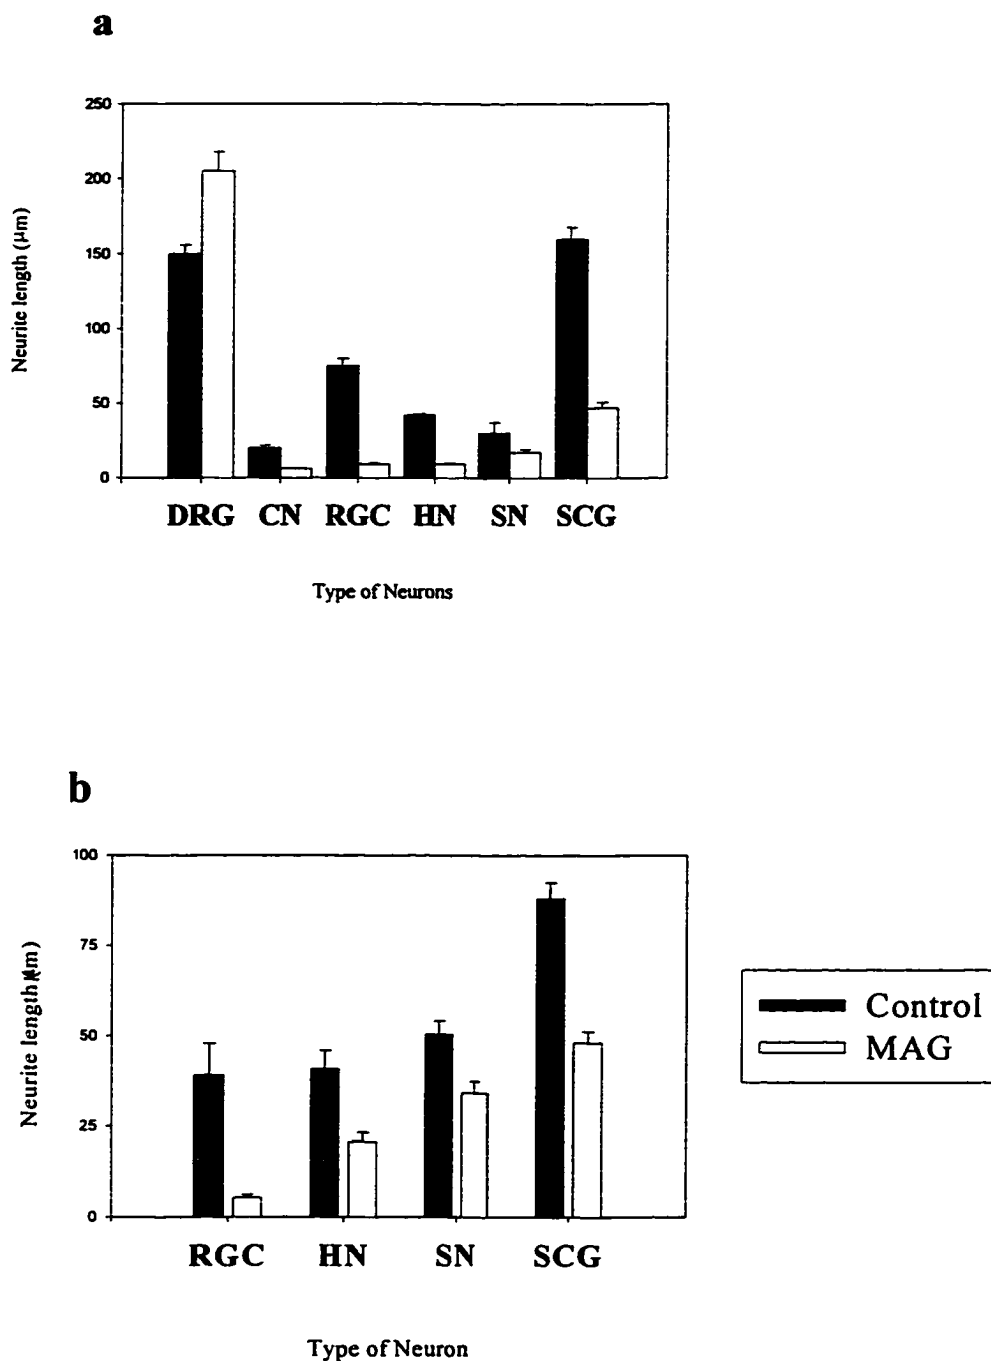 a
250
200
150
100
50
0
Neurite length (µm)
DRG CN RGC HN SN SCG
Type of Neurons
b
100
75
50
25
0
Neurite length
RGC HN SN SCG
Type of Neuron
Control
MAG